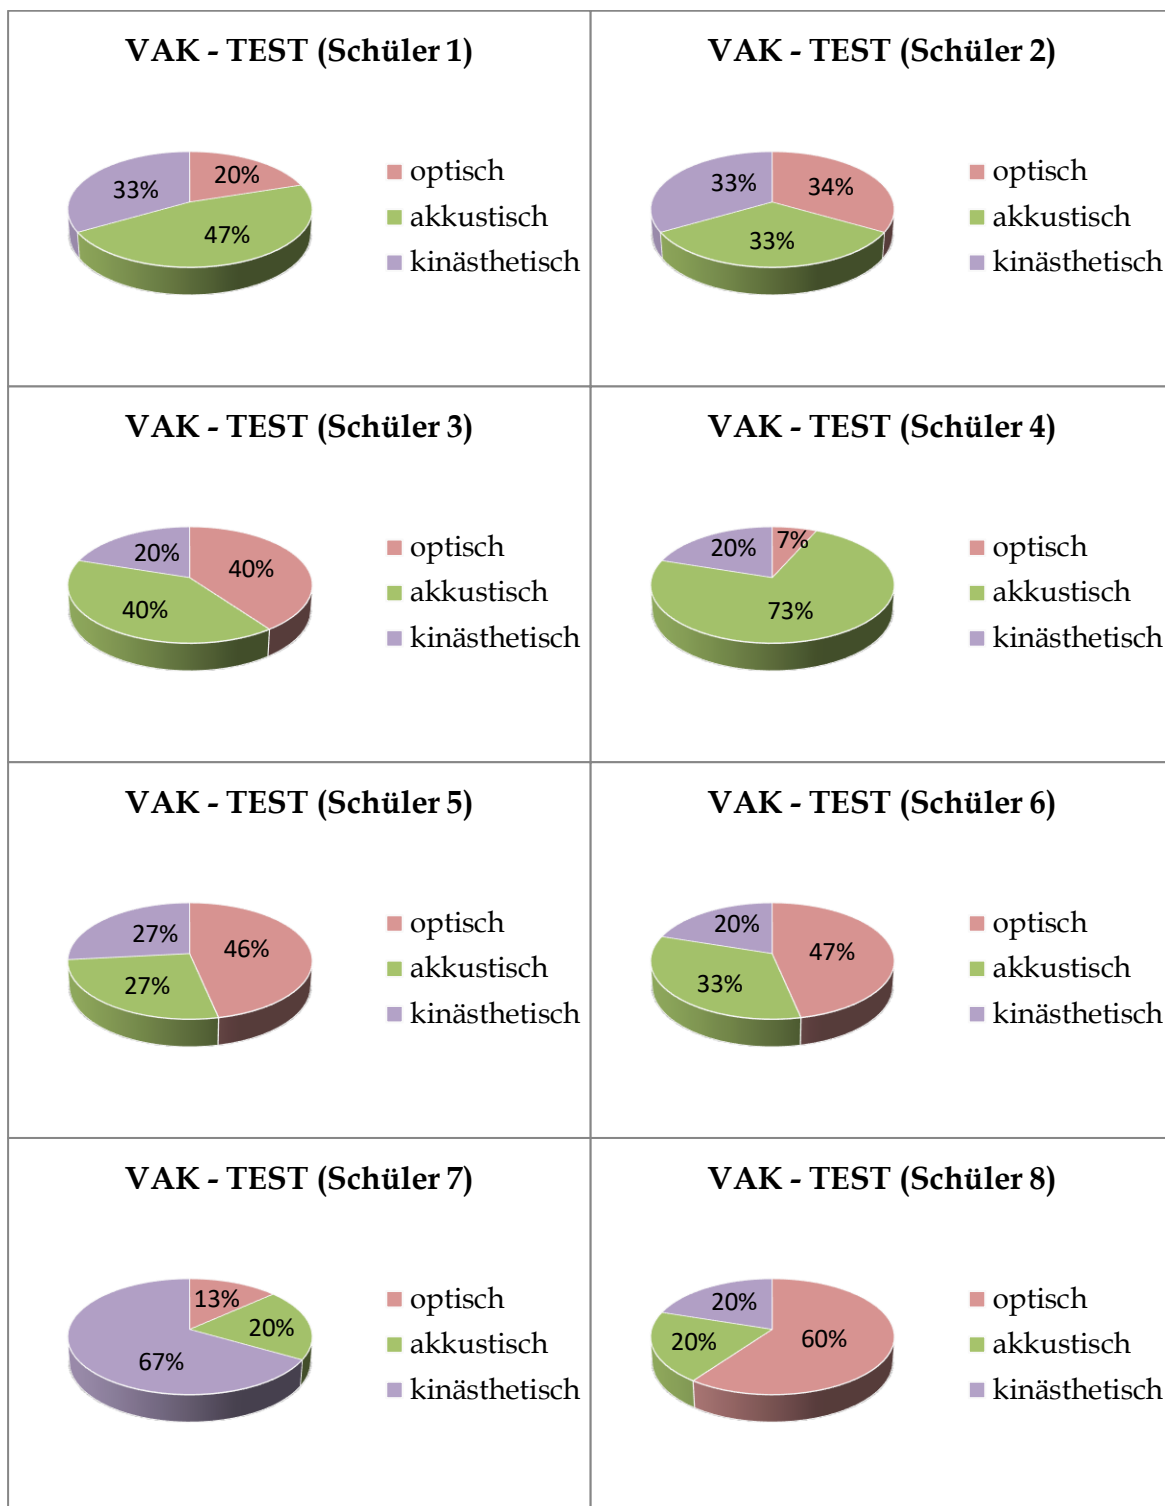 VAK - TEST (Schüler 1)
20%
47%
33%
optisch
akkustisch
kinästhetisch
VAK - TEST (Schüler 2)
34%
33%
33%
optisch
akkustisch
kinästhetisch
VAK - TEST (Schüler 3)
40%
40%
20%
optisch
akkustisch
kinästhetisch
VAK - TEST (Schüler 4)
7%
73%
20%
optisch
akkustisch
kinästhetisch
VAK - TEST (Schüler 5)
46%
27%
27%
optisch
akkustisch
kinästhetisch
VAK - TEST (Schüler 6)
47%
33%
20%
optisch
akkustisch
kinästhetisch
VAK - TEST (Schüler 7)
13%
20%
67%
optisch
akkustisch
kinästhetisch
VAK - TEST (Schüler 8)
60%
20%
20%
optisch
akkustisch
kinästhetisch